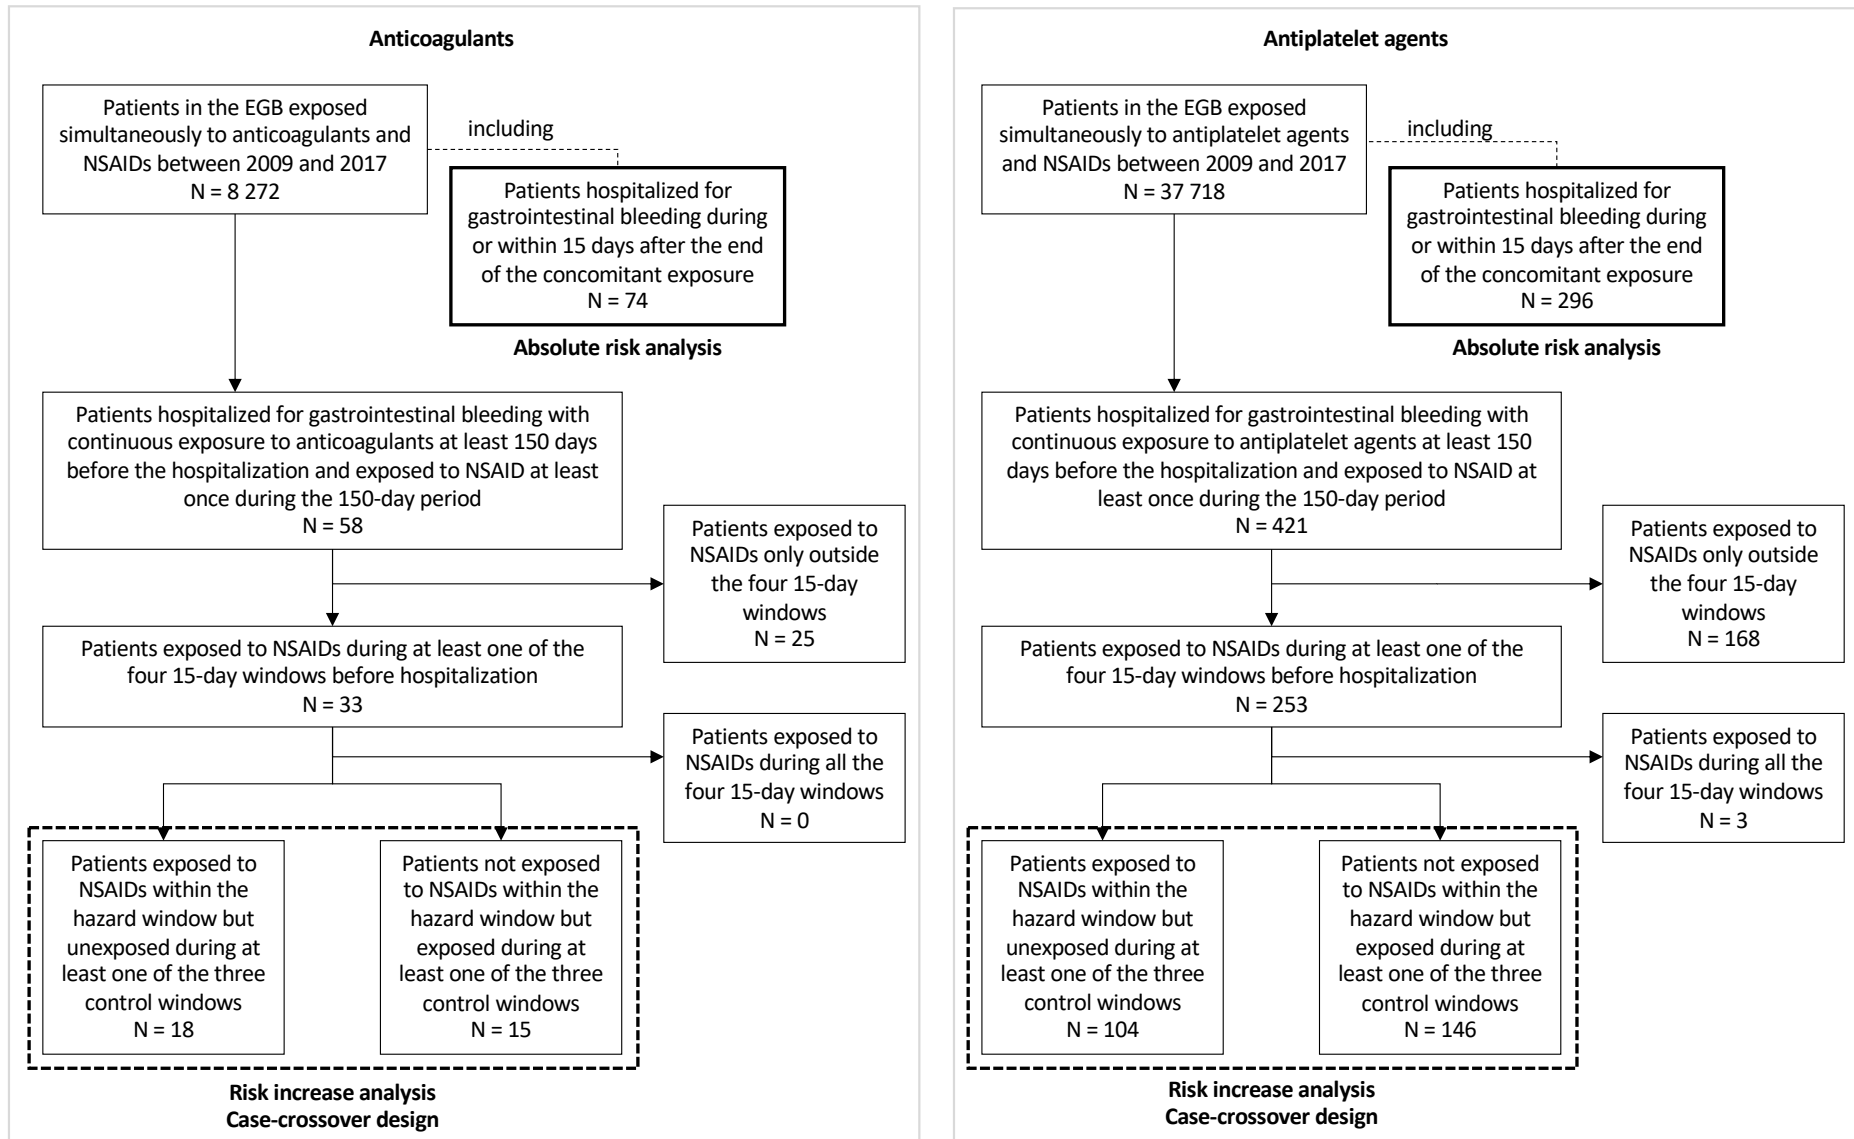 Anticoagulants
Patients in the EGB exposed
simultaneously to anticoagulants and
NSAIDs between 2009 and 2017
N = 8 272
including
Patients hospitalized for
gastrointestinal bleeding during
or within 15 days after the end
of the concomitant exposure
N = 74
Absolute risk analysis
Patients hospitalized for gastrointestinal bleeding with
continuous exposure to anticoagulants at least 150 days
before the hospitalization and exposed to NSAID at least
once during the 150-day period
N = 58
Patients exposed to
NSAIDs only outside
the four 15-day
windows
N = 25
Patients exposed to NSAIDs during at least one of the
four 15-day windows before hospitalization
N = 33
Patients exposed to
NSAIDs during all the
four 15-day windows
N = 0
Patients exposed to
NSAIDs within the
hazard window but
unexposed during at
least one of the three
control windows
N = 18
Patients not exposed
to NSAIDs within the
hazard window but
exposed during at
least one of the three
control windows
N = 15
Risk increase analysis
Case-crossover design
Antiplatelet agents
Patients in the EGB exposed
simultaneously to antiplatelet agents
and NSAIDs between 2009 and 2017
N = 37 718
including
Patients hospitalized for
gastrointestinal bleeding during
or within 15 days after the end
of the concomitant exposure
N = 296
Absolute risk analysis
Patients hospitalized for gastrointestinal bleeding with
continuous exposure to antiplatelet agents at least 150
days before the hospitalization and exposed to NSAID at
least once during the 150-day period
N = 421
Patients exposed to
NSAIDs only outside
the four 15-day
windows
N = 168
Patients exposed to NSAIDs during at least one of the
four 15-day windows before hospitalization
N = 253
Patients exposed to
NSAIDs during all the
four 15-day windows
N = 3
Patients exposed to
NSAIDs within the
hazard window but
unexposed during at
least one of the three
control windows
N = 104
Patients not exposed
to NSAIDs within the
hazard window but
exposed during at
least one of the three
control windows
N = 146
Risk increase analysis
Case-crossover design